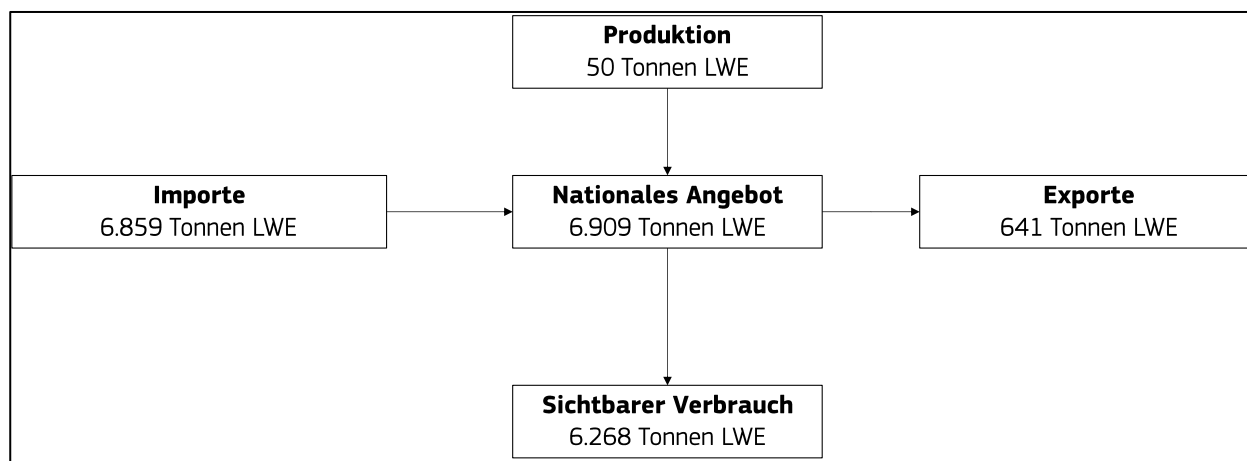 Produktion
50 Tonnen LWE
Importe
6.859 Tonnen LWE
Nationales Angebot
6.909 Tonnen LWE
Exporte
641 Tonnen LWE
Sichtbarer Verbrauch
6.268 Tonnen LWE